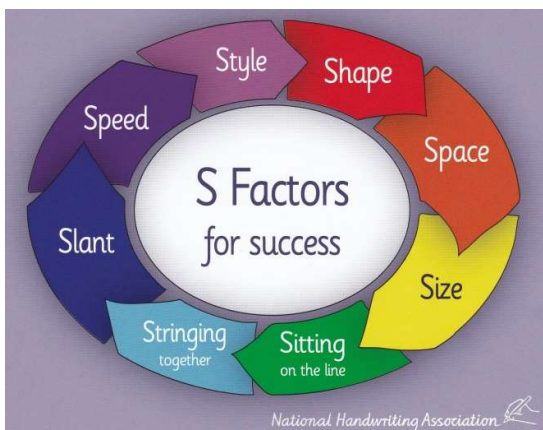 Style
Shape
Space
Size
Sitting
on the line
Stringing
together
Slant
Speed
S Factors
for success
National Handwriting Association